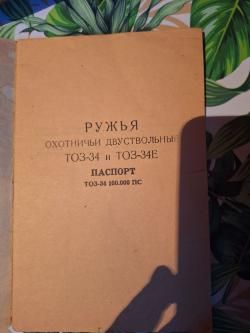 РУЖЬЯ
ОХОТНИЧЬИ ДВУСТВОЛЬНЫЕ
ТОЗ-34 и ТОЗ-34Е
ПАСПОРТ
ТОЗ-34 100.000 ПС